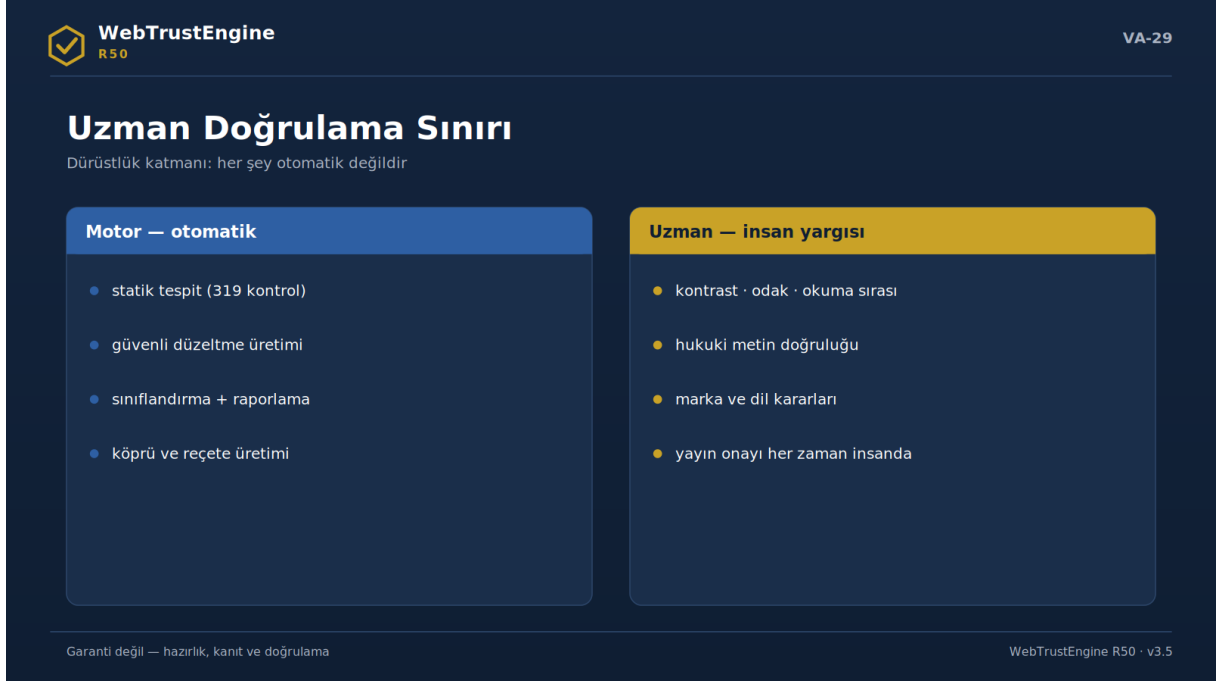 WebTrustEngine
R50
VA-29
Uzman Doğrulama Sınırı
Dürüstlük katmanı: her şey otomatik değildir
Motor — otomatik
statik tespit (319 kontrol)
güvenli düzeltme üretimi
sınıflandırma + raporlama
köprü ve reçete üretimi
Uzman — insan yargısı
kontrast · odak · okuma sırası
hukuki metin doğruluğu
marka ve dil kararları
yayın onayı her zaman insanda
Garanti değil — hazırlık, kanıt ve doğrulama
WebTrustEngine R50 · v3.5